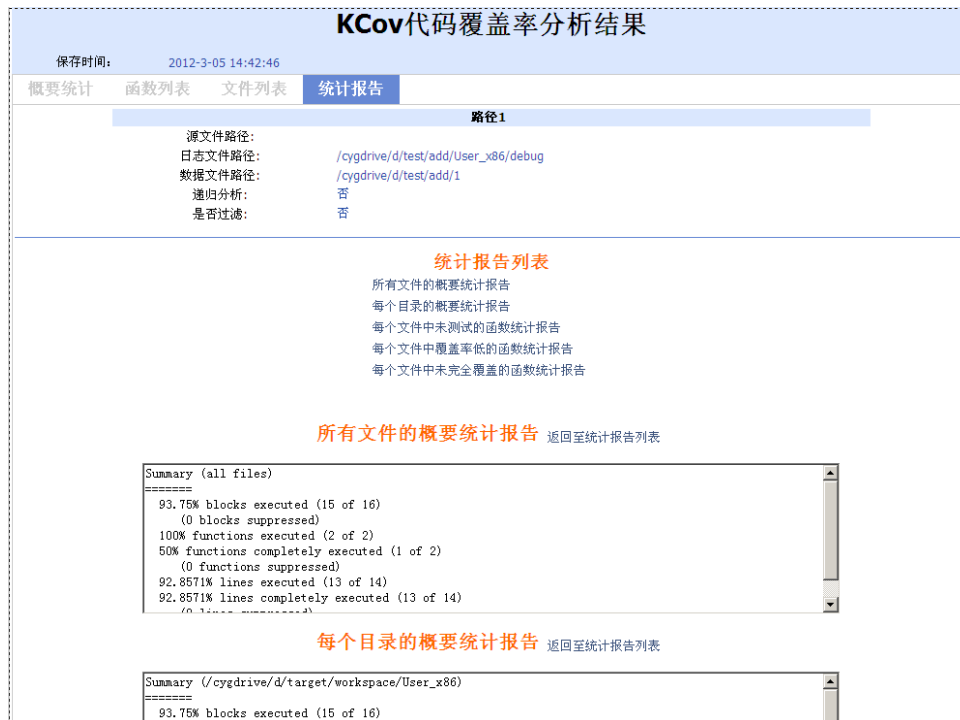 KCov代码覆盖率分析结果
保存时间: 2012-3-05 14:42:46
概要统计 函数列表 文件列表 统计报告
路径1
源文件路径:
日志文件路径: /cygdrive/d/test/add/User_x86/debug
数据文件路径: /cygdrive/d/test/add/1
递归分析: 否
是否过滤: 否
统计报告列表
所有文件的概要统计报告
每个目录的概要统计报告
每个文件中未测试的函数统计报告
每个文件中覆盖率低的函数统计报告
每个文件中未完全覆盖的函数统计报告
所有文件的概要统计报告 返回至统计报告列表
Summary (all files)
=======
93.75% blocks executed (15 of 16)
(0 blocks suppressed)
100% functions executed (2 of 2)
50% functions completely executed (1 of 2)
(0 functions suppressed)
92.8571% lines executed (13 of 14)
92.8571% lines completely executed (13 of 14)
(0 lines suppressed)
每个目录的概要统计报告 返回至统计报告列表
Summary (/cygdrive/d/target/workspace/User_x86)
=======
93.75% blocks executed (15 of 16)